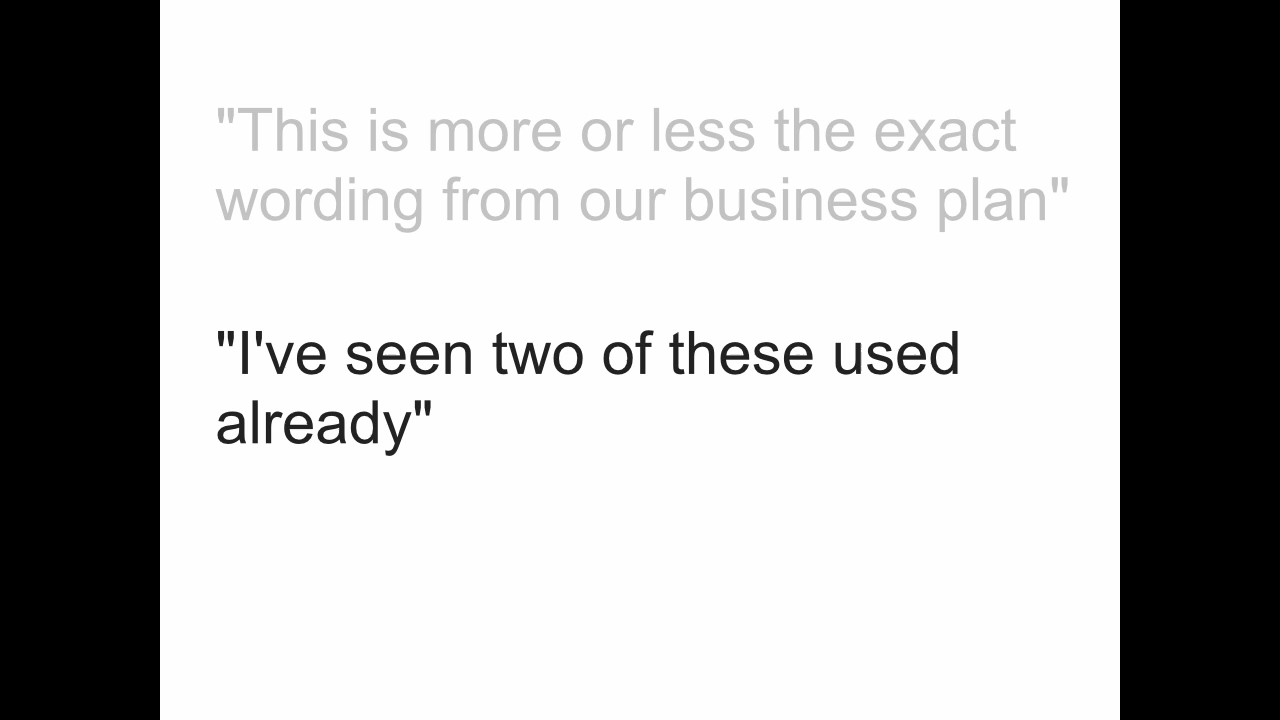 "This is more or less the exact
wording from our business plan"
"I've seen two of these used
already"